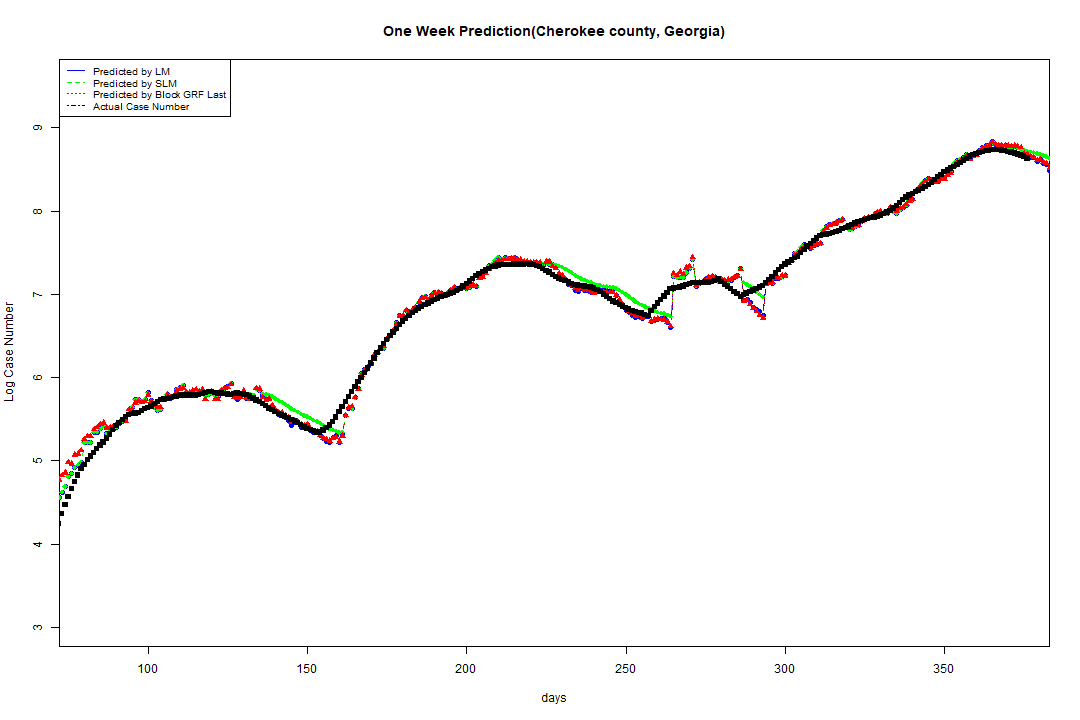 One Week Prediction(Cherokee county, Georgia)
Predicted by LM
Predicted by SLM
Predicted by Block GRF Last
Actual Case Number
9
8
7
6
5
4
3
Log Case Number
100 150 200 250 300 350
days